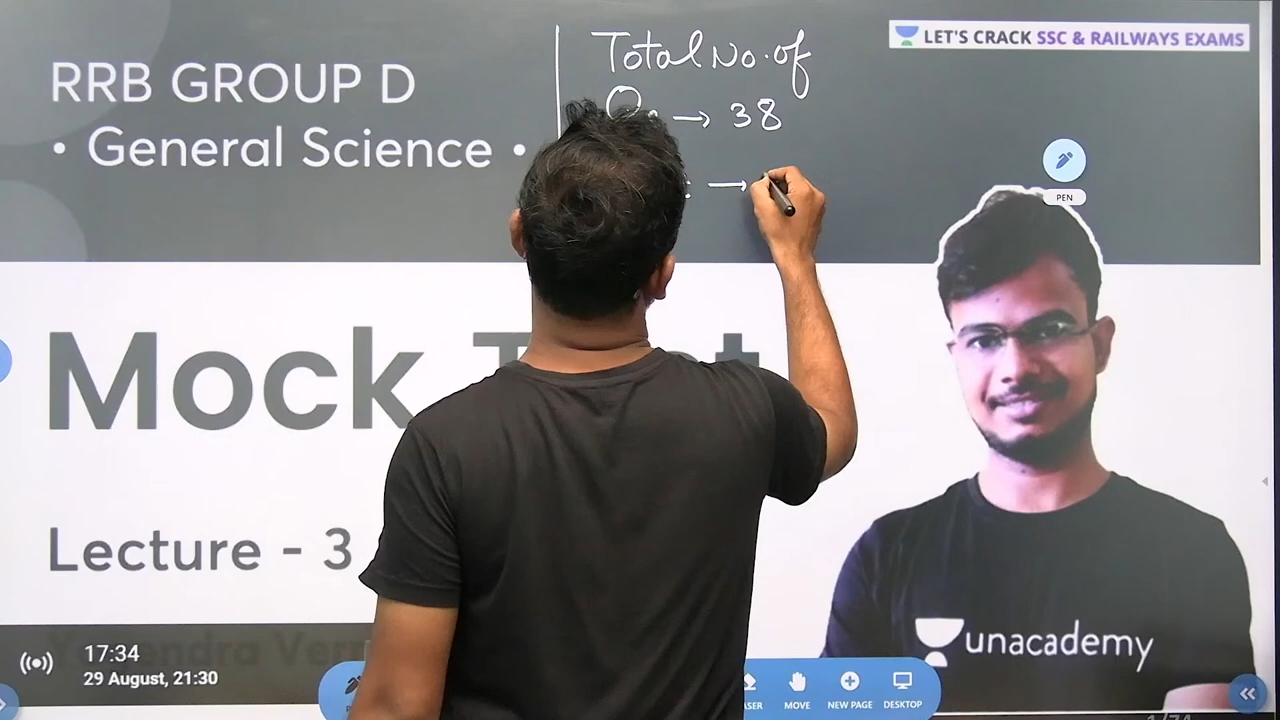 RRB GROUP D
• General Science •
Total No. of
Q. → 38
: →
LET'S CRACK SSC & RAILWAYS EXAMS
PEN
Mock
Lecture - 3
unacademy
17:34
29 August, 21:30
MOVE
NEW PAGE
DESKTOP